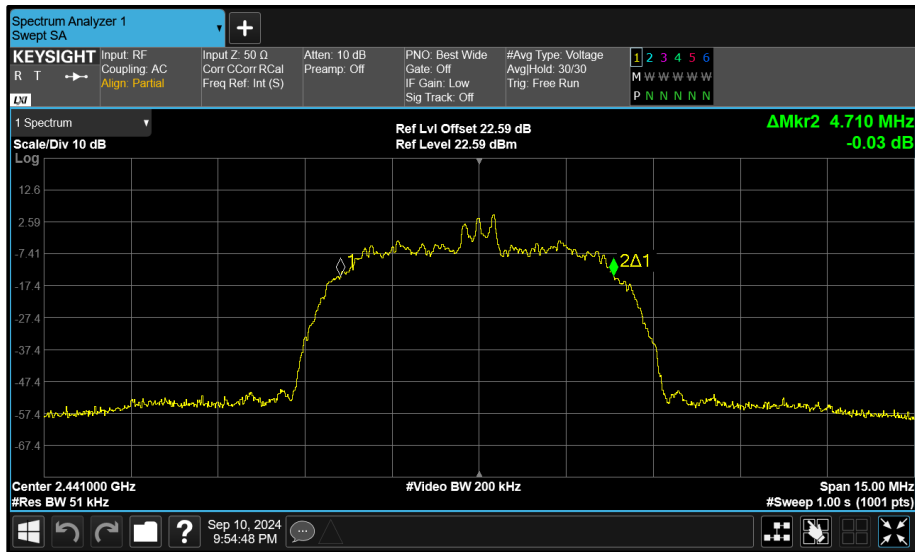 Spectrum Analyzer 1
Swept SA
+
KEYSIGHT
R T
LXI
Input: RF
Coupling: AC
Align: Partial
Input Z: 50 Ω
Corr CCorr RCal
Freq Ref: Int (S)
Atten: 10 dB
Preamp: Off
PNO: Best Wide
Gate: Off
IF Gain: Low
Sig Track: Off
#Avg Type: Voltage
Avg|Hold: 30/30
Trig: Free Run
1 2 3 4 5 6
M W W W W W
P N N N N N
1 Spectrum
Scale/Div 10 dB
Ref Lvl Offset 22.59 dB
Ref Level 22.59 dBm
ΔMkr2 4.710 MHz
-0.03 dB
Log
12.6
2.59
-7.41
-17.4
-27.4
-37.4
-47.4
-57.4
-67.4
1
2Δ1
Center 2.441000 GHz
#Res BW 51 kHz
#Video BW 200 kHz
Span 15.00 MHz
#Sweep 1.00 s (1001 pts)
?
Sep 10, 2024
9:54:48 PM